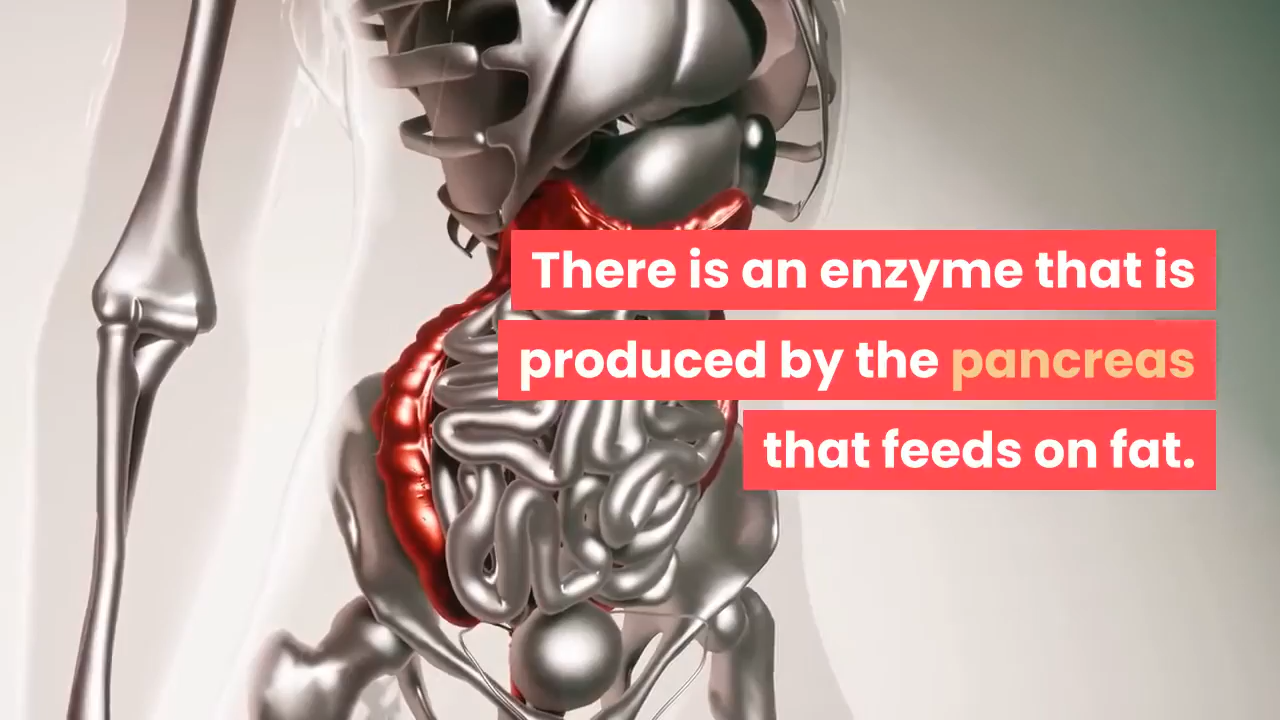 There is an enzyme that is
produced by the pancreas
that feeds on fat.